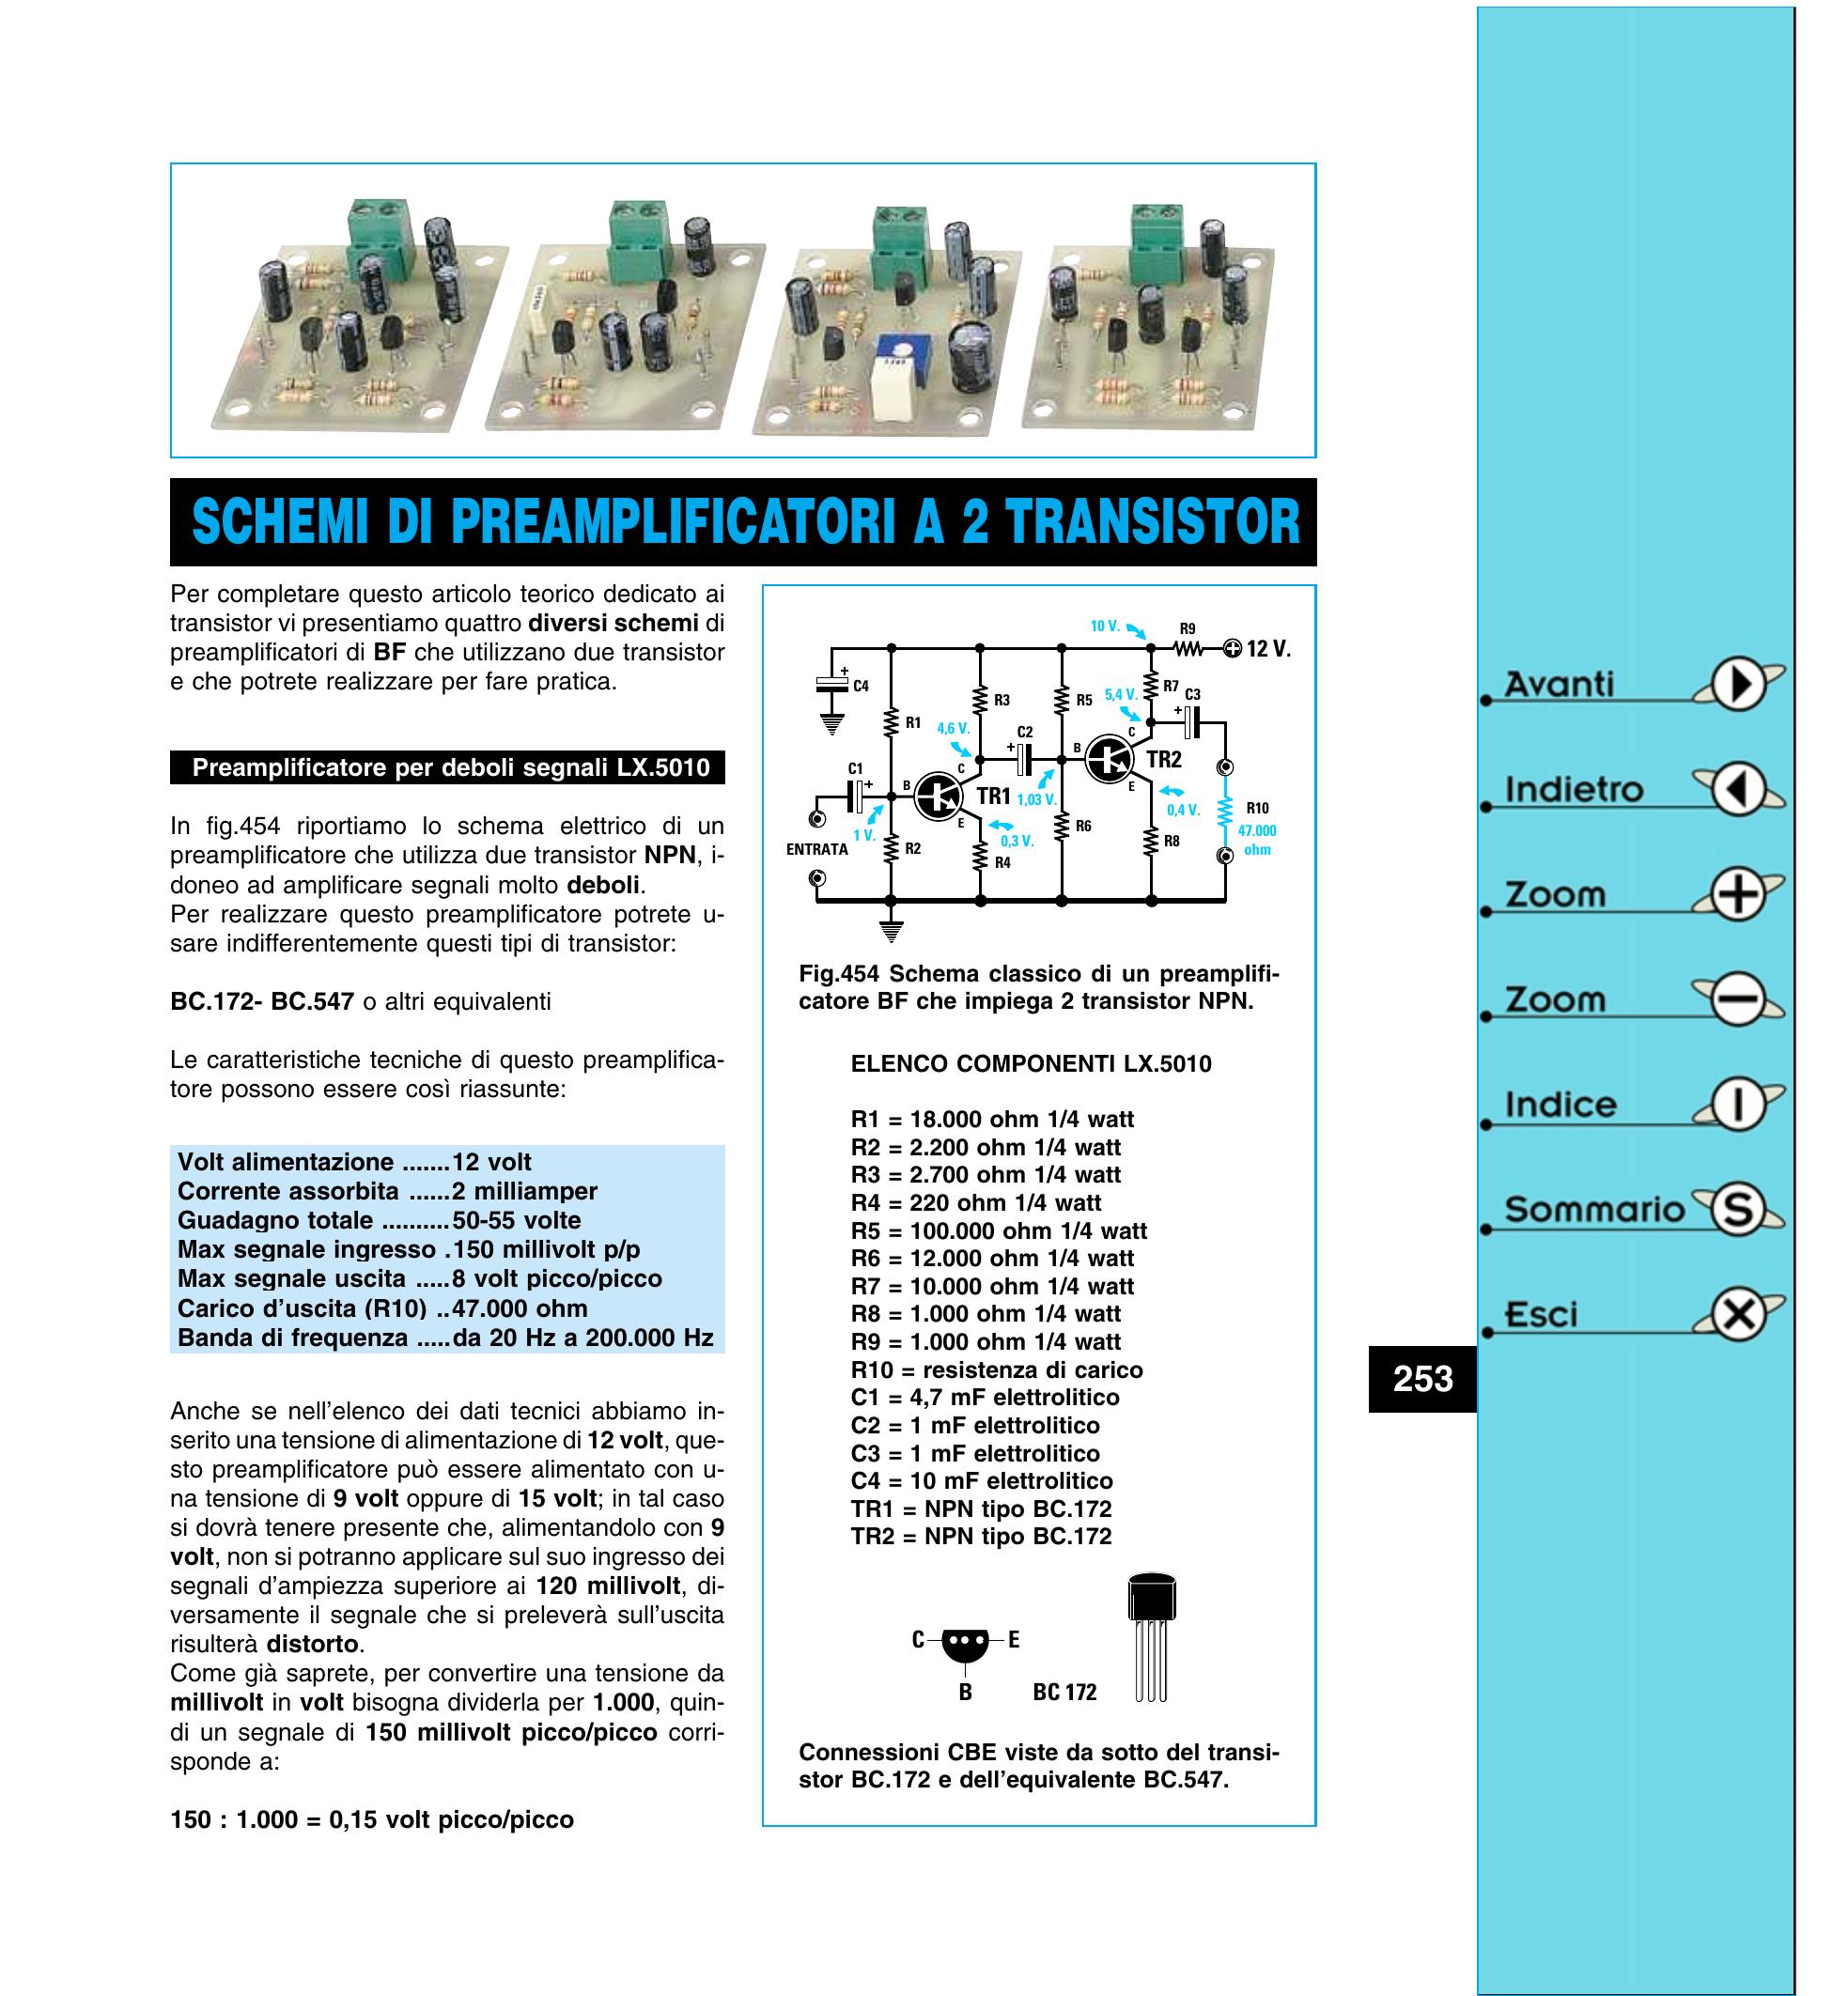 SCHEMI DI PREAMPLIFICATORI A 2 TRANSISTOR
Per completare questo articolo teorico dedicato ai
transistor vi presentiamo quattro diversi schemi di
preamplificatori di BF che utilizzano due transistor
e che potrete realizzare per fare pratica.
Preamplificatore per deboli segnali LX.5010
In fig.454 riportiamo lo schema elettrico di un
preamplificatore che utilizza due transistor NPN, i-
doneo ad amplificare segnali molto deboli.
Per realizzare questo preamplificatore potrete u-
sare indifferentemente questi tipi di transistor:
BC.172- BC.547 o altri equivalenti
Le caratteristiche tecniche di questo preamplifica-
tore possono essere così riassunte:
Volt alimentazione .......12 volt
Corrente assorbita ......2 milliamper
Guadagno totale ..........50-55 volte
Max segnale ingresso .150 millivolt p/p
Max segnale uscita .....8 volt picco/picco
Carico d'uscita (R10) ..47.000 ohm
Banda di frequenza .....da 20 Hz a 200.000 Hz
Anche se nell'elenco dei dati tecnici abbiamo in-
serito una tensione di alimentazione di 12 volt, que-
sto preamplificatore può essere alimentato con u-
na tensione di 9 volt oppure di 15 volt; in tal caso
si dovrà tenere presente che, alimentandolo con 9
volt, non si potranno applicare sul suo ingresso dei
segnali d'ampiezza superiore ai 120 millivolt, di-
versamente il segnale che si preleverà sull'uscita
risulterà distorto.
Come già saprete, per convertire una tensione da
millivolt in volt bisogna dividerla per 1.000, quin-
di un segnale di 150 millivolt picco/picco corri-
sponde a:
150 : 1.000 = 0,15 volt picco/picco
10 V.
R9
12 V.
+
C4
R3
R5
5,4 V.
R7
C3
+
R1
4,6 V.
C2
+
C
B
TR2
C1
+
B
C
TR1
1,03 V.
E
0,4 V.
R10
47.000
ohm
1 V.
E
0,3 V.
R6
R8
ENTRATA
R2
R4
Fig.454 Schema classico di un preamplifi-
catore BF che impiega 2 transistor NPN.
ELENCO COMPONENTI LX.5010
R1 = 18.000 ohm 1/4 watt
R2 = 2.200 ohm 1/4 watt
R3 = 2.700 ohm 1/4 watt
R4 = 220 ohm 1/4 watt
R5 = 100.000 ohm 1/4 watt
R6 = 12.000 ohm 1/4 watt
R7 = 10.000 ohm 1/4 watt
R8 = 1.000 ohm 1/4 watt
R9 = 1.000 ohm 1/4 watt
R10 = resistenza di carico
C1 = 4,7 mF elettrolitico
C2 = 1 mF elettrolitico
C3 = 1 mF elettrolitico
C4 = 10 mF elettrolitico
TR1 = NPN tipo BC.172
TR2 = NPN tipo BC.172
C
E
B
BC 172
Connessioni CBE viste da sotto del transi-
stor BC.172 e dell'equivalente BC.547.
253
Avanti
Indietro
Zoom +
Zoom −
Indice I
Sommario S
Esci X